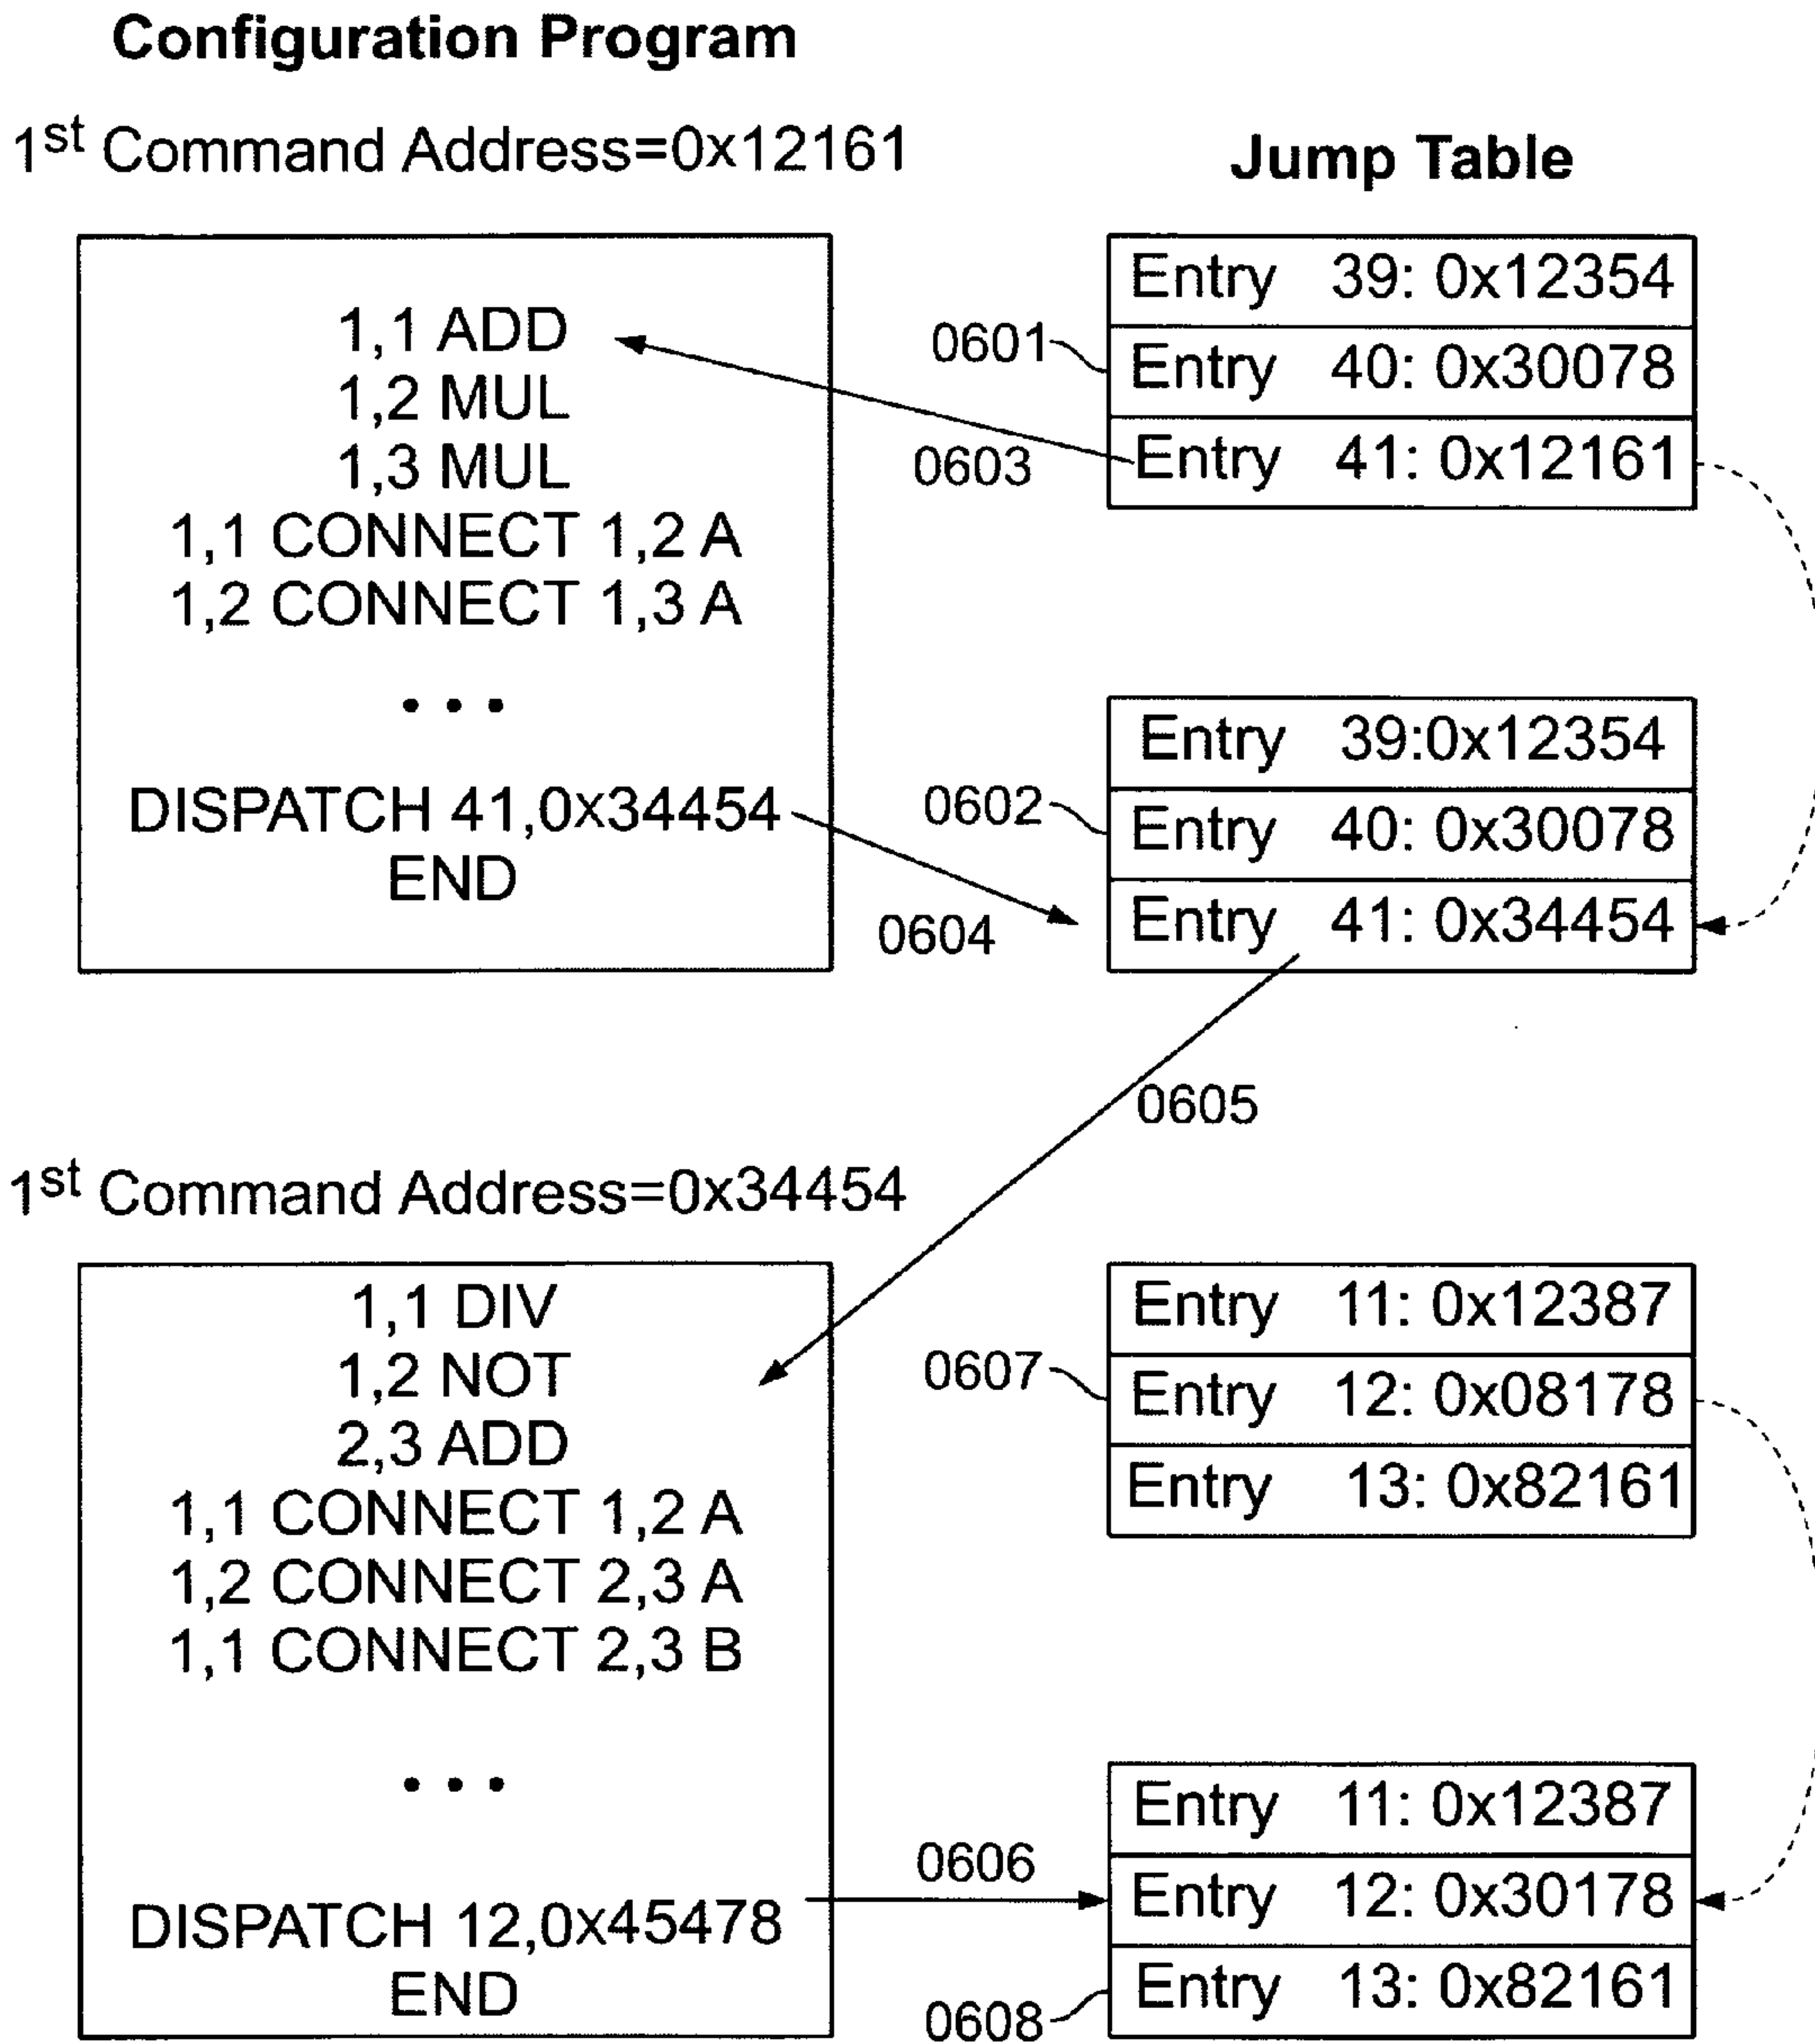 Configuration Program
1st Command Address=0x12161
1,1 ADD
1,2 MUL
1,3 MUL
1,1 CONNECT 1,2 A
1,2 CONNECT 1,3 A
...
DISPATCH 41,0x34454
END
Jump Table
Entry 39: 0x12354
0601
Entry 40: 0x30078
0603
Entry 41: 0x12161
Entry 39:0x12354
0602
Entry 40: 0x30078
0604
Entry 41: 0x34454
0605
1st Command Address=0x34454
1,1 DIV
1,2 NOT
2,3 ADD
1,1 CONNECT 1,2 A
1,2 CONNECT 2,3 A
1,1 CONNECT 2,3 B
...
DISPATCH 12,0x45478
END
Entry 11: 0x12387
0607
Entry 12: 0x08178
Entry 13: 0x82161
Entry 11: 0x12387
0606
Entry 12: 0x30178
Entry 13: 0x82161
0608